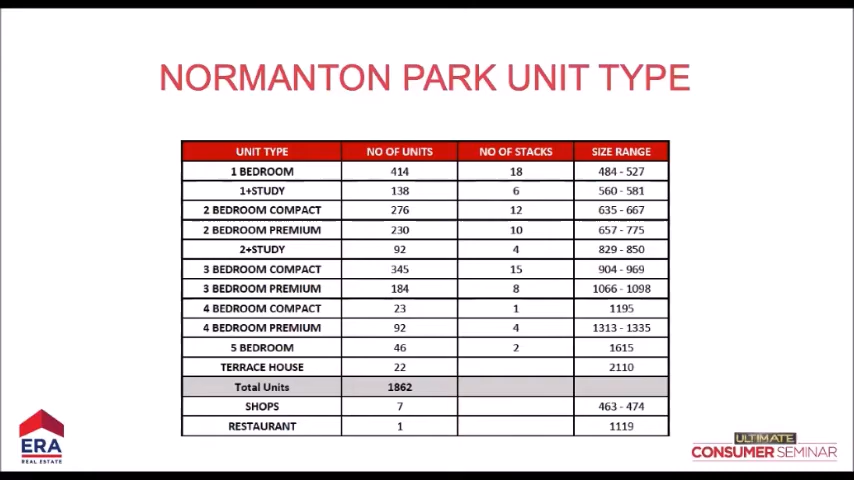 NORMANTON PARK UNIT TYPE
UNIT TYPE NO OF UNITS NO OF STACKS SIZE RANGE
1 BEDROOM 414 18 484 - 527
1+STUDY 138 6 560 - 581
2 BEDROOM COMPACT 276 12 635 - 667
2 BEDROOM PREMIUM 230 10 657 - 775
2+STUDY 92 4 829 - 850
3 BEDROOM COMPACT 345 15 904 - 969
3 BEDROOM PREMIUM 184 8 1066 - 1098
4 BEDROOM COMPACT 23 1 1195
4 BEDROOM PREMIUM 92 4 1313 - 1335
5 BEDROOM 46 2 1615
TERRACE HOUSE 22 2110
Total Units 1862
SHOPS 7 463 - 474
RESTAURANT 1 1119
ERA
REAL ESTATE
ULTIMATE
CONSUMER SEMINAR